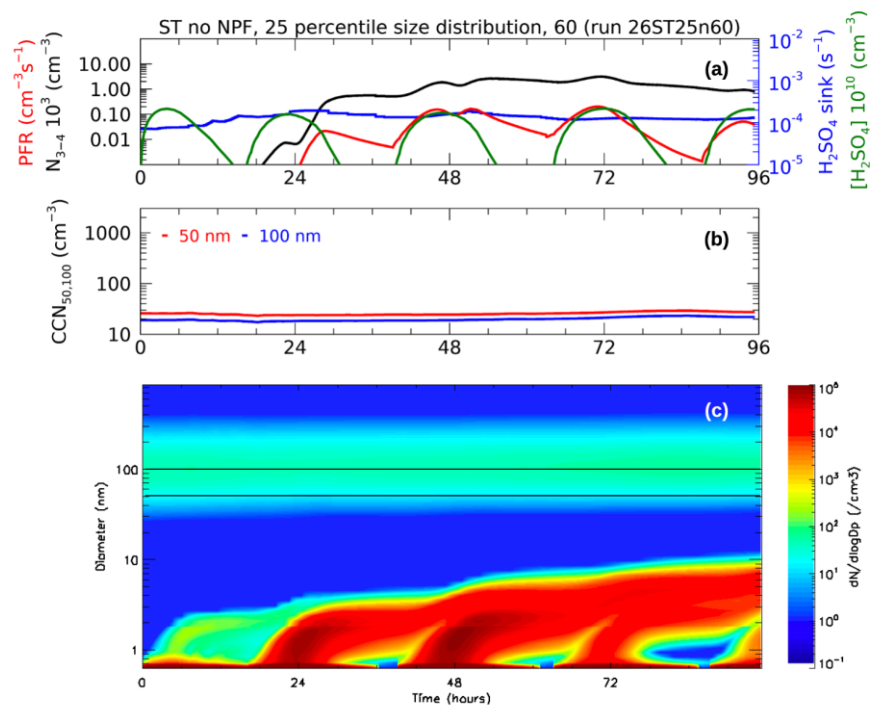 ST no NPF, 25 percentile size distribution, 60 (run 26ST25n60)
PFR (cm⁻³s⁻¹)
N₃₋₄ 10³ (cm⁻³)
10.00
1.00
0.10
0.01
(a)
10⁻²
10⁻³
10⁻⁴
10⁻⁵
H₂SO₄ sink (s⁻¹)
[H₂SO₄] 10¹⁰ (cm⁻³)
0 24 48 72 96
CCN₅₀,₁₀₀ (cm⁻³)
1000
100
10
50 nm 100 nm
(b)
0 24 48 72 96
Diameter (nm)
100
10
1
(c)
0 24 48 72
Time (hours)
10⁶
10⁵
10⁴
10³
10²
10¹
10⁰
10⁻¹
dN/dlogDp (/cm3)